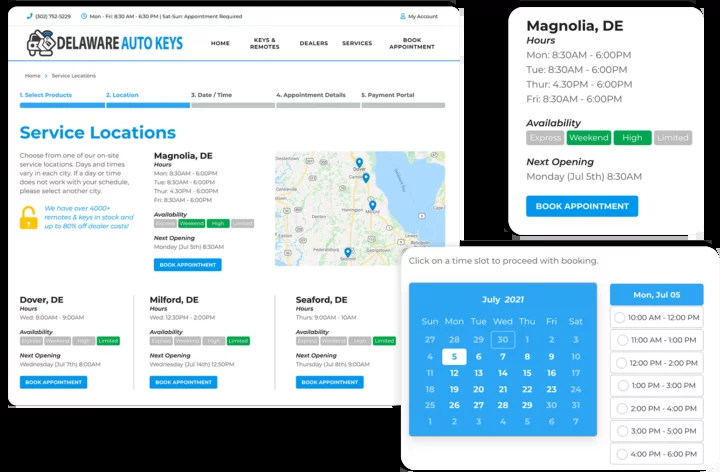 (302) 752-5229 Mon - Fri: 8:30 AM - 6:30 PM | Sat-Sun: Appointment Required My Account
DELAWARE AUTO KEYS
HOME KEYS & REMOTES DEALERS SERVICES BOOK APPOINTMENT
Home > Service Locations
1. Select Products 2. Location 3. Date / Time 4. Appointment Details 5. Payment Portal
Service Locations
Choose from one of our on-site
service locations. Days and times
vary in each city. If a day or time
does not work with your schedule,
please select another city.
We have over 4000+
remotes & keys in stock and
up to 80% off dealer costs!
Magnolia, DE
Hours
Mon: 8:30AM - 6:00PM
Tue: 8:30AM - 6:00PM
Thur: 4:30PM - 6:00PM
Fri: 8:30AM - 6:00PM
Availability
Express Weekend High Limited
Next Opening
Monday (Jul 5th) 8:30AM
BOOK APPOINTMENT
Dover
Milford
Seaford
Dover, DE
Hours
Wed: 8:00AM - 9:00AM
Availability
Express Weekend High Limited
Next Opening
Wednesday (Jul 7th) 8:00AM
BOOK APPOINTMENT
Milford, DE
Hours
Wed: 12:30PM - 2:00PM
Availability
Express Weekend High Limited
Next Opening
Wednesday (Jul 14th) 12:50PM
BOOK APPOINTMENT
Seaford, DE
Hours
Thurs: 9:00AM - 10AM
Availability
Express Weekend High Limited
Next Opening
Thursday (Jul 8th) 9:00AM
BOOK APPOINTMENT
Magnolia, DE
Hours
Mon: 8:30AM - 6:00PM
Tue: 8:30AM - 6:00PM
Thur: 4:30PM - 6:00PM
Fri: 8:30AM - 6:00PM
Availability
Express Weekend High Limited
Next Opening
Monday (Jul 5th) 8:30AM
BOOK APPOINTMENT
Click on a time slot to proceed with booking.
July 2021
Sun Mon Tue Wed Thu Fri Sat
27 28 29 30 1 2 3
4 5 6 7 8 9 10
11 12 13 14 15 16 17
18 19 20 21 22 23 24
25 26 27 28 29 30 31
1 2 3 4 5 6 7
Mon, Jul 05
10:00 AM - 12:00 PM
11:00 AM - 1:00 PM
12:00 PM - 2:00 PM
1:00 PM - 3:00 PM
2:00 PM - 4:00 PM
3:00 PM - 5:00 PM
4:00 PM - 6:00 PM